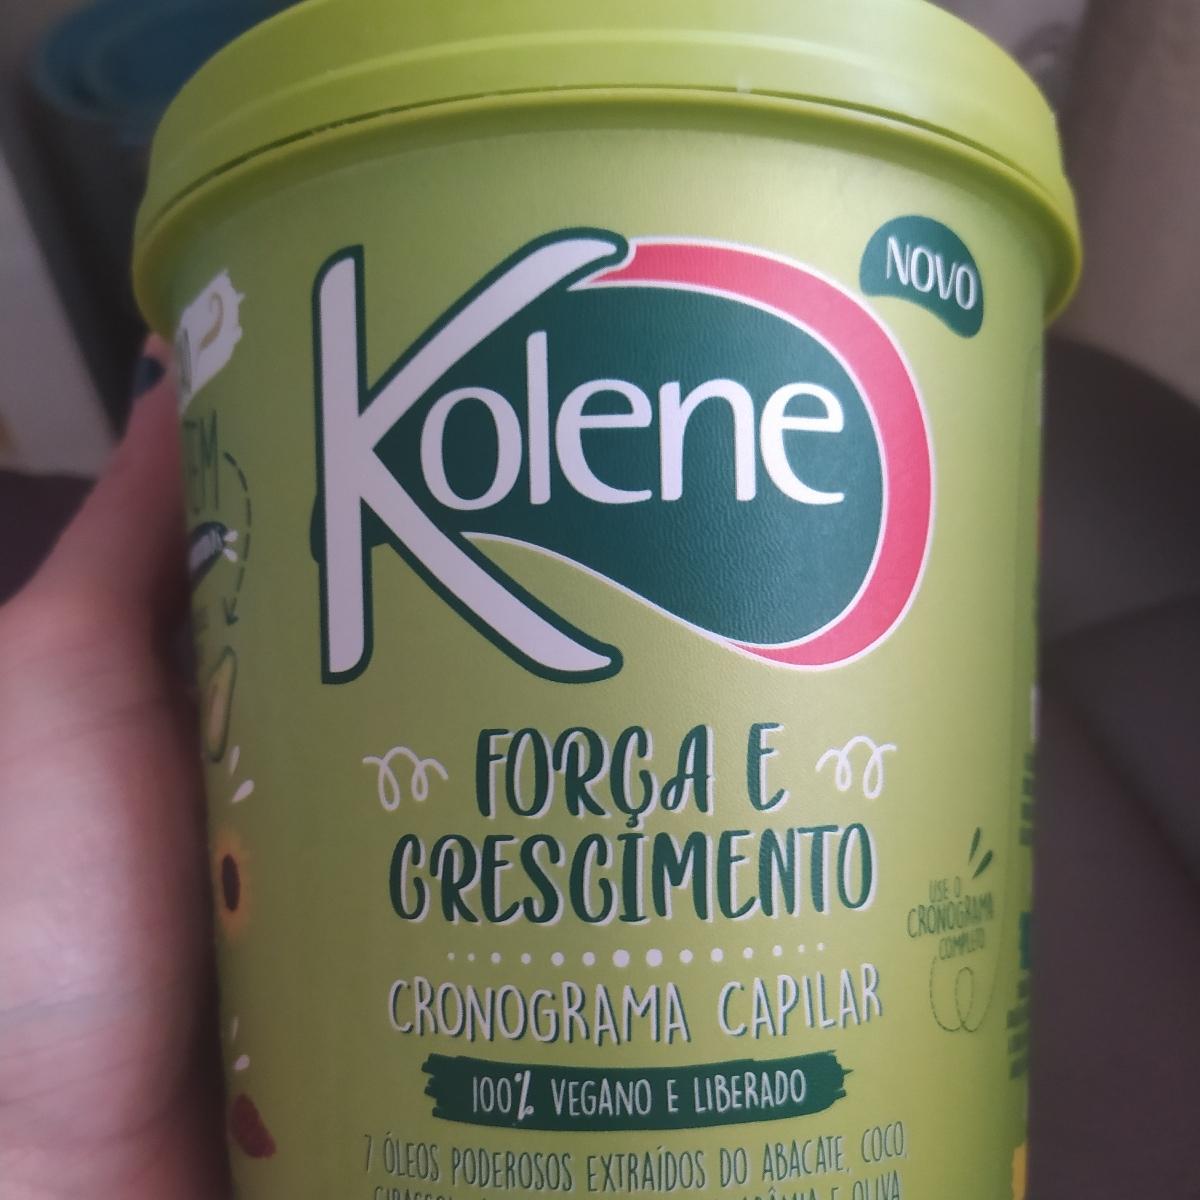 NOVO
Kolene
FORÇA E
CRESCIMENTO
USE O
CRONOGRAMA
COMPLETO
CRONOGRAMA CAPILAR
100% VEGANO E LIBERADO
7 ÓLEOS PODEROSOS EXTRAÍDOS DO ABACATE, COCO,
E OLIVA